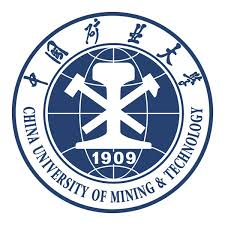 中国矿业大学
1909
CHINA UNIVERSITY OF MINING & TECHNOLOGY